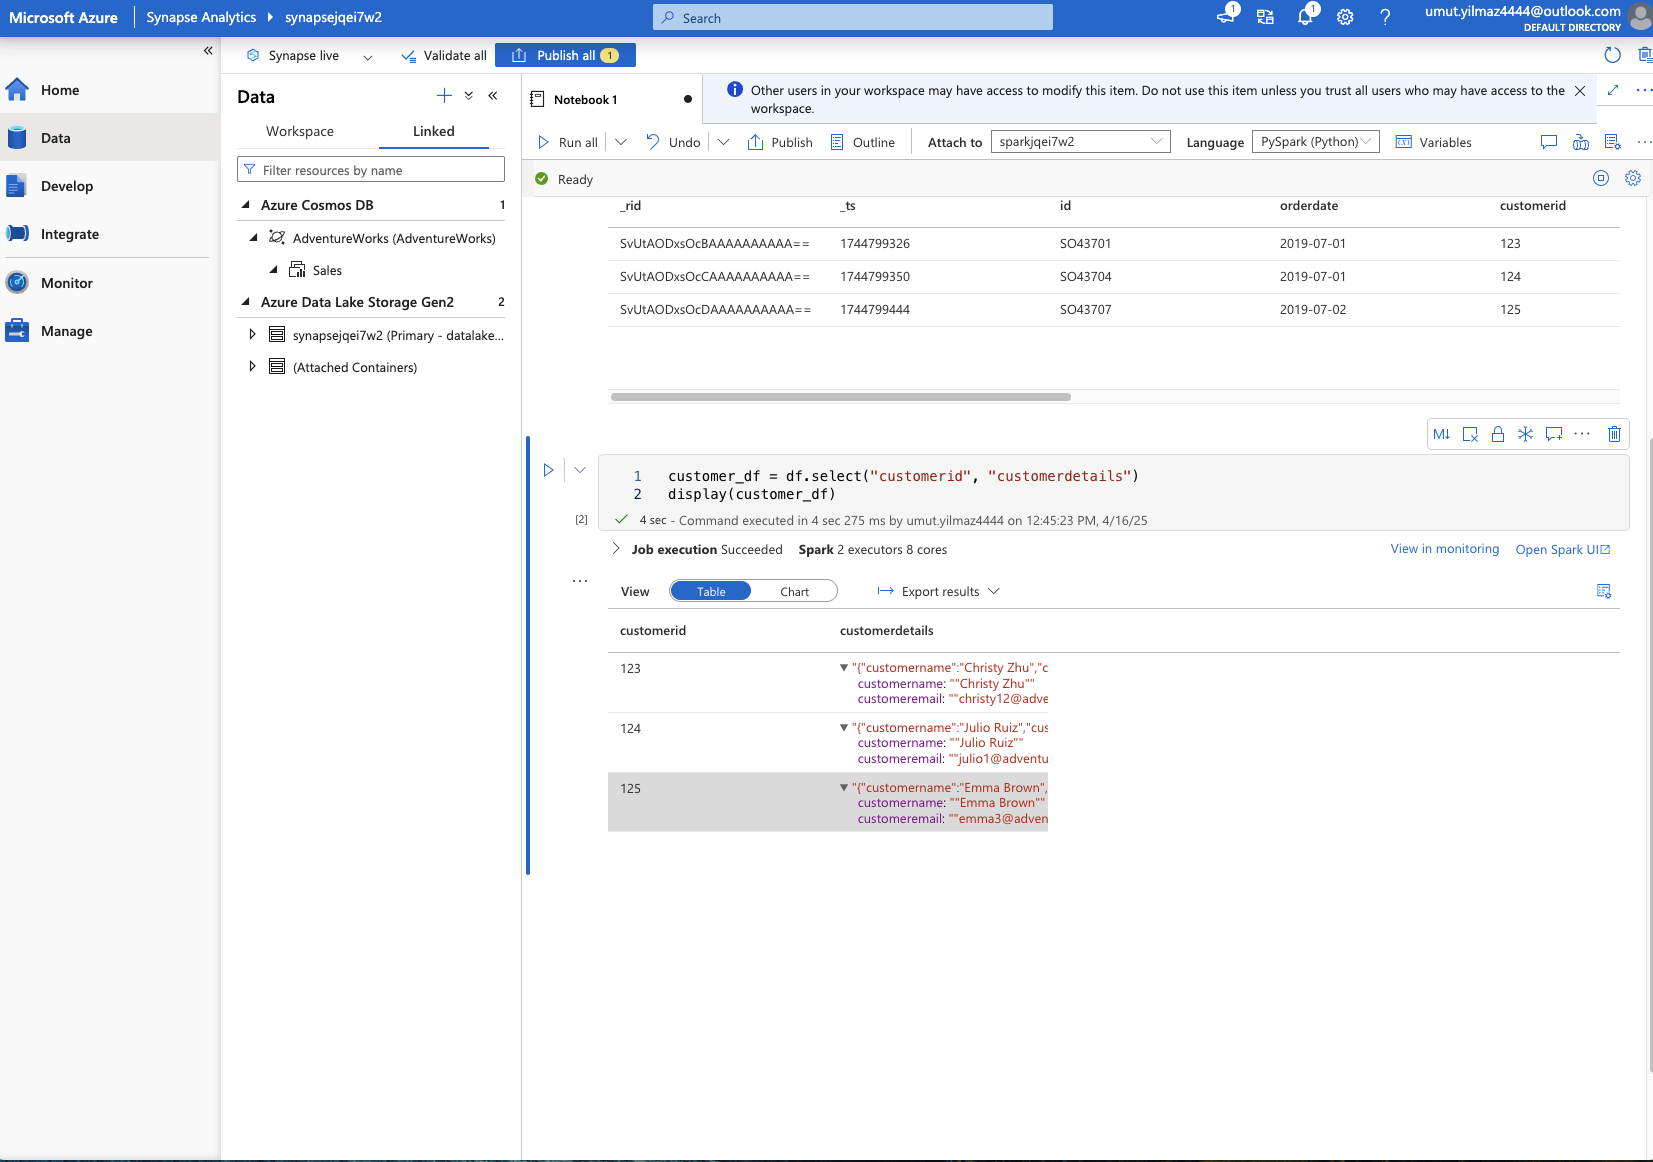 Microsoft Azure
Synapse Analytics
synapsejqei7w2
Search
1
1
umut.yilmaz4444@outlook.com
DEFAULT DIRECTORY
Synapse live
Validate all
Publish all 1
Home
Data
Develop
Integrate
Monitor
Manage
Data
Workspace
Linked
Filter resources by name
Azure Cosmos DB 1
AdventureWorks (AdventureWorks)
Sales
Azure Data Lake Storage Gen2 2
synapsejqei7w2 (Primary - datalake...
(Attached Containers)
Notebook 1
Other users in your workspace may have access to modify this item. Do not use this item unless you trust all users who may have access to the
workspace.
Run all
Undo
Publish
Outline
Attach to sparkjqei7w2
Language PySpark (Python)
Variables
Ready
_rid _ts id orderdate customerid
SvUtAODxsOcBAAAAAAAAAA== 1744799326 SO43701 2019-07-01 123
SvUtAODxsOcCAAAAAAAAAA== 1744799350 SO43704 2019-07-01 124
SvUtAODxsOcDAAAAAAAAAA== 1744799444 SO43707 2019-07-02 125
M↓
1 customer_df = df.select("customerid", "customerdetails")
2 display(customer_df)
[2] 4 sec - Command executed in 4 sec 275 ms by umut.yilmaz4444 on 12:45:23 PM, 4/16/25
Job execution Succeeded Spark 2 executors 8 cores
View in monitoring
Open Spark UI
View Table Chart
Export results
customerid customerdetails
123 "{"customername":"Christy Zhu","c
customername: ""Christy Zhu""
customeremail: ""christy12@adve
124 "{"customername":"Julio Ruiz","cus
customername: ""Julio Ruiz""
customeremail: ""julio1@adventu
125 "{"customername":"Emma Brown",
customername: ""Emma Brown""
customeremail: ""emma3@adven